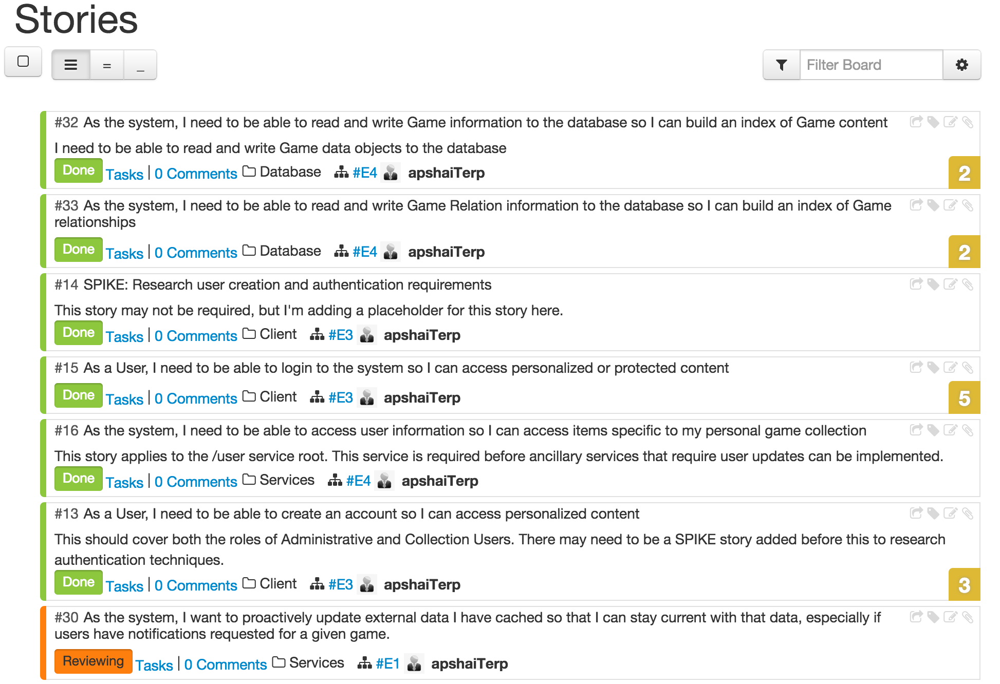 Stories
= _ Filter Board
#32 As the system, I need to be able to read and write Game information to the database so I can build an index of Game content
I need to be able to read and write Game data objects to the database
Done Tasks | 0 Comments Database #E4 apshaiTerp
2
#33 As the system, I need to be able to read and write Game Relation information to the database so I can build an index of Game
relationships
Done Tasks | 0 Comments Database #E4 apshaiTerp
2
#14 SPIKE: Research user creation and authentication requirements
This story may not be required, but I'm adding a placeholder for this story here.
Done Tasks | 0 Comments Client #E3 apshaiTerp
#15 As a User, I need to be able to login to the system so I can access personalized or protected content
Done Tasks | 0 Comments Client #E3 apshaiTerp
5
#16 As the system, I need to be able to access user information so I can access items specific to my personal game collection
This story applies to the /user service root. This service is required before ancillary services that require user updates can be implemented.
Done Tasks | 0 Comments Services #E4 apshaiTerp
#13 As a User, I need to be able to create an account so I can access personalized content
This should cover both the roles of Administrative and Collection Users. There may need to be a SPIKE story added before this to research
authentication techniques.
Done Tasks | 0 Comments Client #E3 apshaiTerp
3
#30 As the system, I want to proactively update external data I have cached so that I can stay current with that data, especially if
users have notifications requested for a given game.
Reviewing Tasks | 0 Comments Services #E1 apshaiTerp